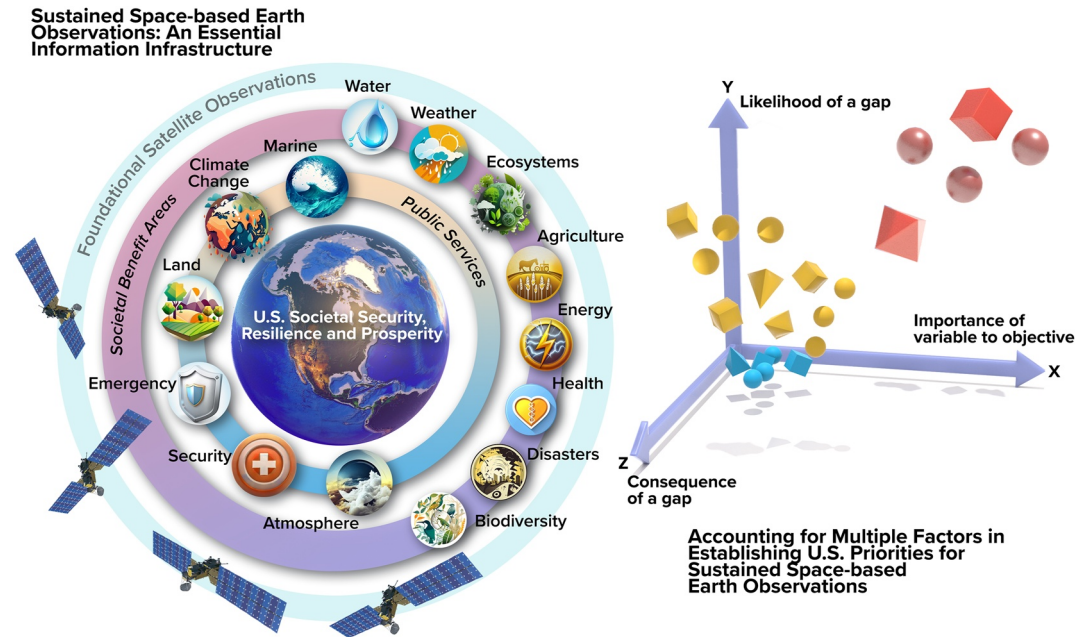 Sustained Space-based Earth
Observations: An Essential
Information Infrastructure
Foundational Satellite Observations
Societal Benefit Areas
Public Services
Water
Weather
Marine
Ecosystems
Climate
Change
Agriculture
Land
Energy
U.S. Societal Security,
Resilience and Prosperity
Emergency
Health
Security
Disasters
Atmosphere
Biodiversity
Y
Likelihood of a gap
Importance of
variable to objective
X
Z
Consequence
of a gap
Accounting for Multiple Factors in
Establishing U.S. Priorities for
Sustained Space-based
Earth Observations